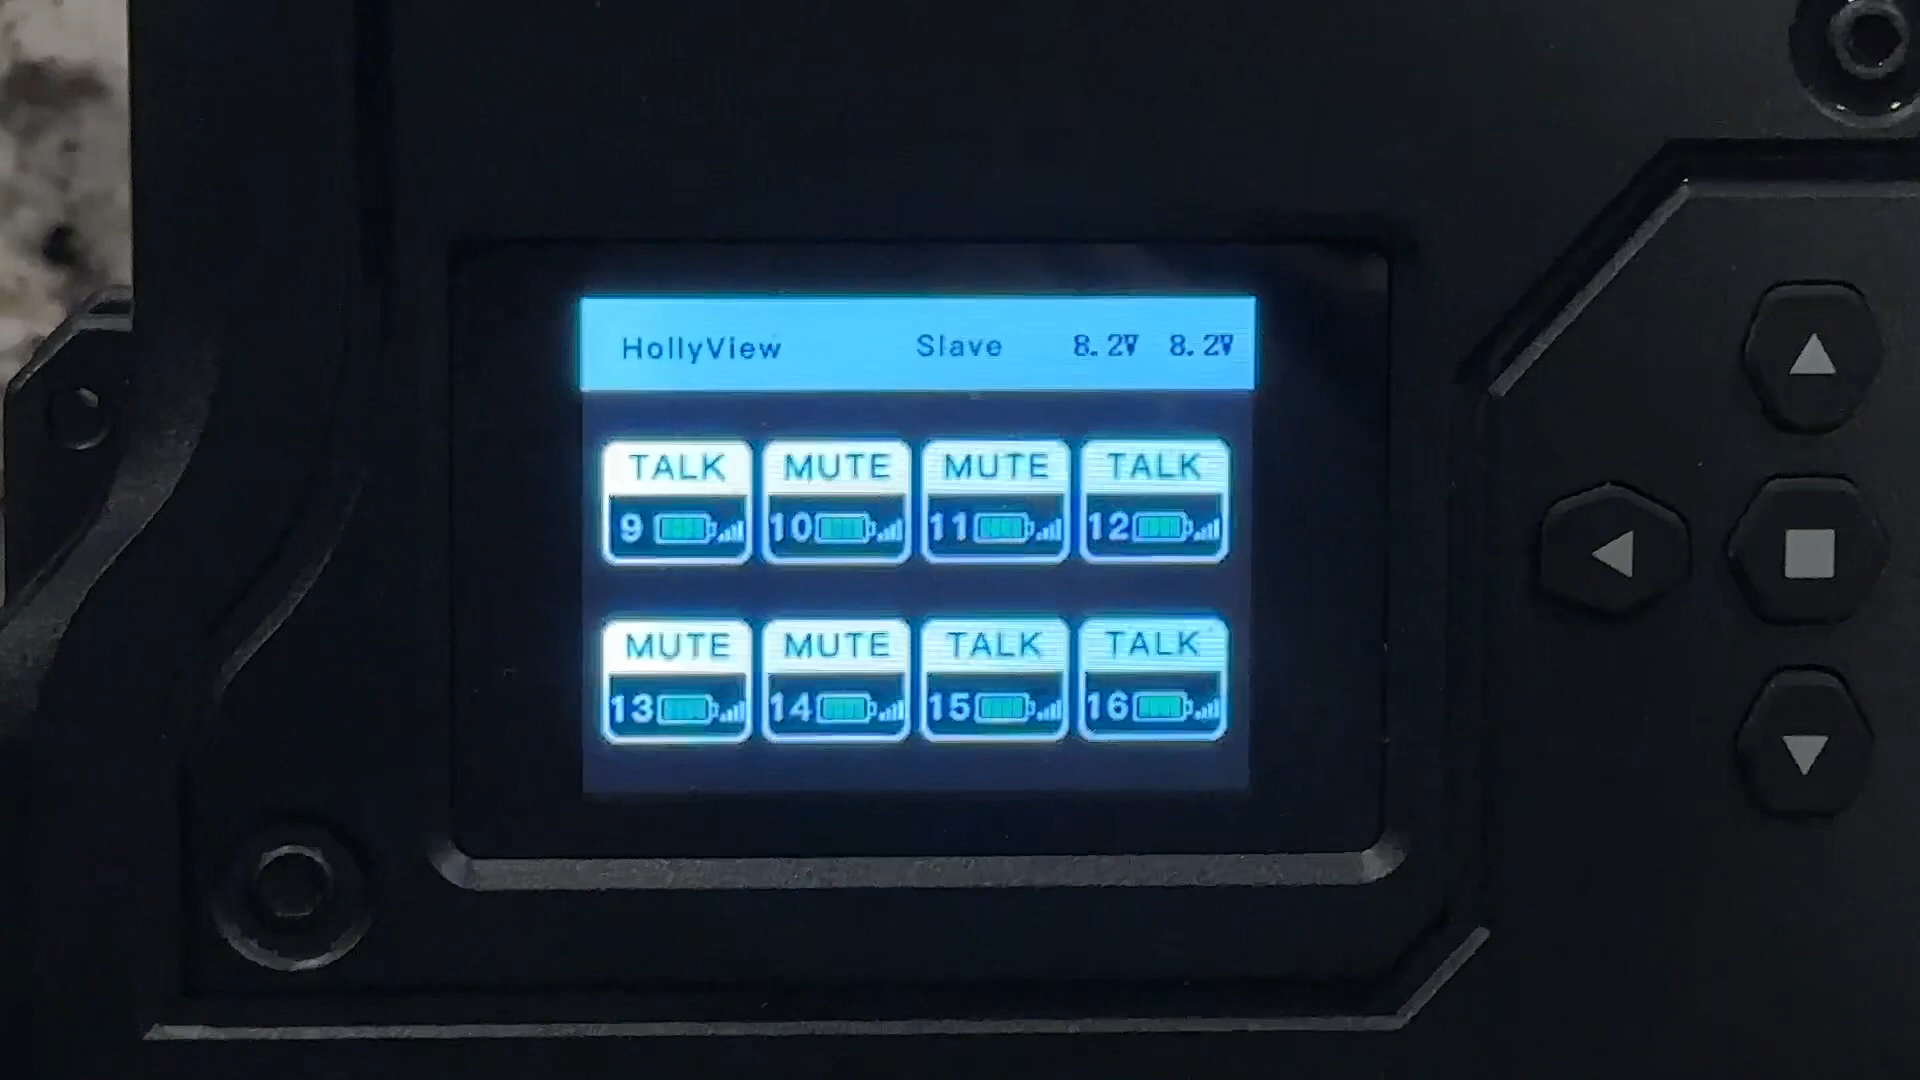 HollyView Slave 8.2V 8.2V
TALK MUTE MUTE TALK
9 10 11 12
MUTE MUTE TALK TALK
13 14 15 16